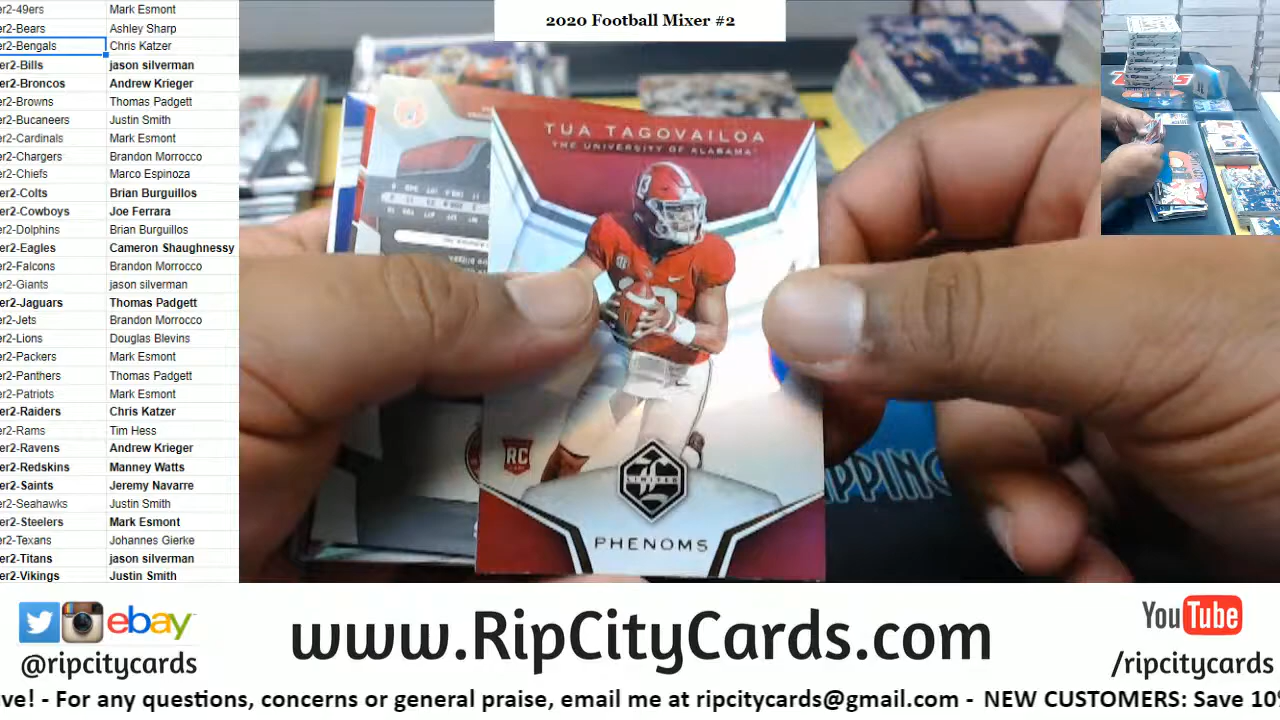 2020 Football Mixer #2
er2-49ers Mark Esmont
er2-Bears Ashley Sharp
er2-Bengals Chris Katzer
er2-Bills jason silverman
er2-Broncos Andrew Krieger
er2-Browns Thomas Padgett
er2-Bucaneers Justin Smith
er2-Cardinals Mark Esmont
er2-Chargers Brandon Morrocco
er2-Chiefs Marco Espinoza
er2-Colts Brian Burguillos
er2-Cowboys Joe Ferrara
er2-Dolphins Brian Burguillos
er2-Eagles Cameron Shaughnessy
er2-Falcons Brandon Morrocco
er2-Giants jason silverman
er2-Jaguars Thomas Padgett
er2-Jets Brandon Morrocco
er2-Lions Douglas Blevins
er2-Packers Mark Esmont
er2-Panthers Thomas Padgett
er2-Patriots Mark Esmont
er2-Raiders Chris Katzer
er2-Rams Tim Hess
er2-Ravens Andrew Krieger
er2-Redskins Manney Watts
er2-Saints Jeremy Navarre
er2-Seahawks Justin Smith
er2-Steelers Mark Esmont
er2-Texans Johannes Gierke
er2-Titans jason silverman
er2-Vikings Justin Smith
TUA TAGOVAILOA
THE UNIVERSITY OF ALABAMA
RC
LIMITED
PHENOMS
PPING
ebay
@ripcitycards
www.RipCityCards.com
YouTube
/ripcitycards
ve! - For any questions, concerns or general praise, email me at ripcitycards@gmail.com - NEW CUSTOMERS: Save 10